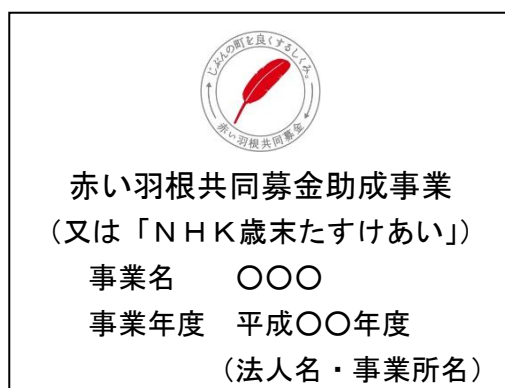 じぶんの町を良くするしくみ。
赤い羽根共同募金
赤い羽根共同募金助成事業
（又は「ＮＨＫ歳末たすけあい」）
事業名　〇〇〇
事業年度　平成〇〇年度
（法人名・事業所名）